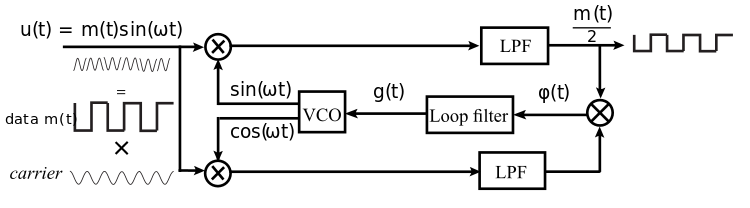 u(t) = m(t)sin(ωt)
m(t)
2
LPF
sin(ωt)
=
g(t)
φ(t)
data m(t)
VCO
Loop filter
cos(ωt)
×
carrier
LPF